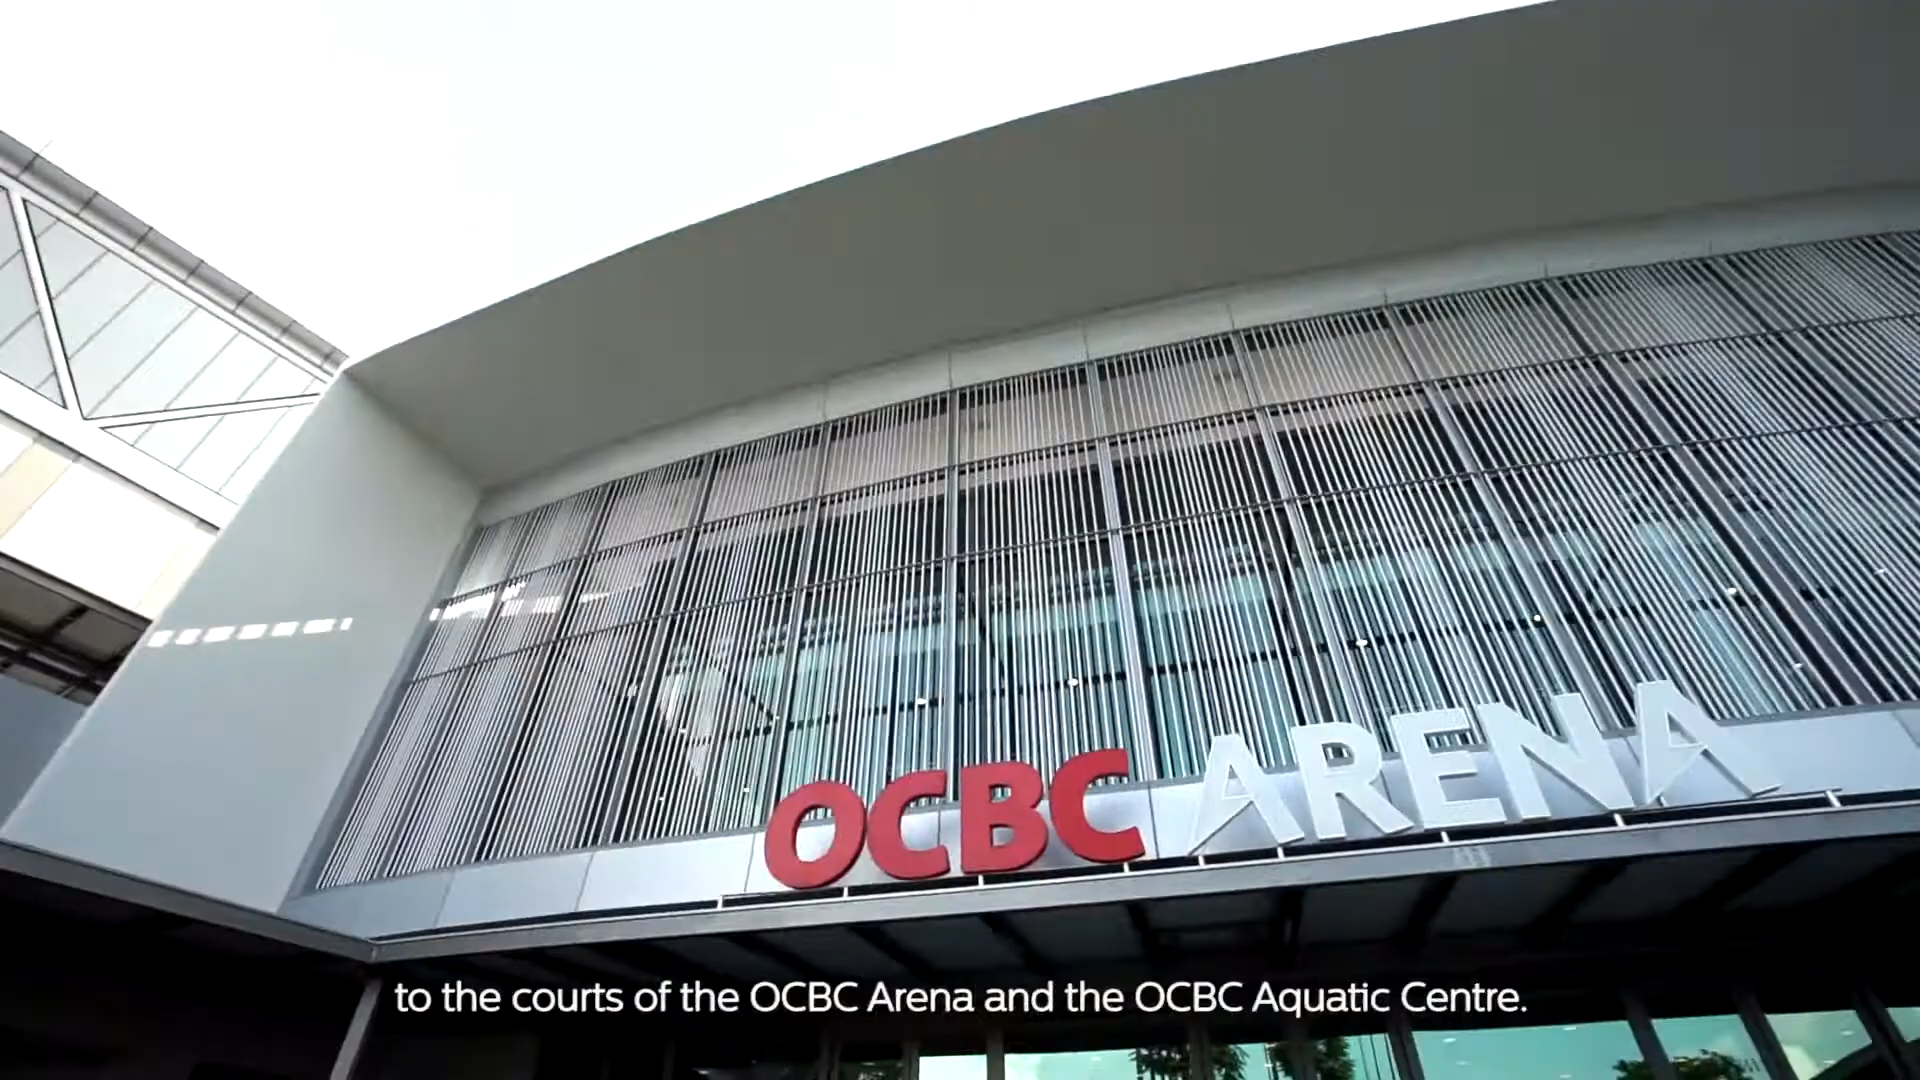 OCBC ARENA
to the courts of the OCBC Arena and the OCBC Aquatic Centre.